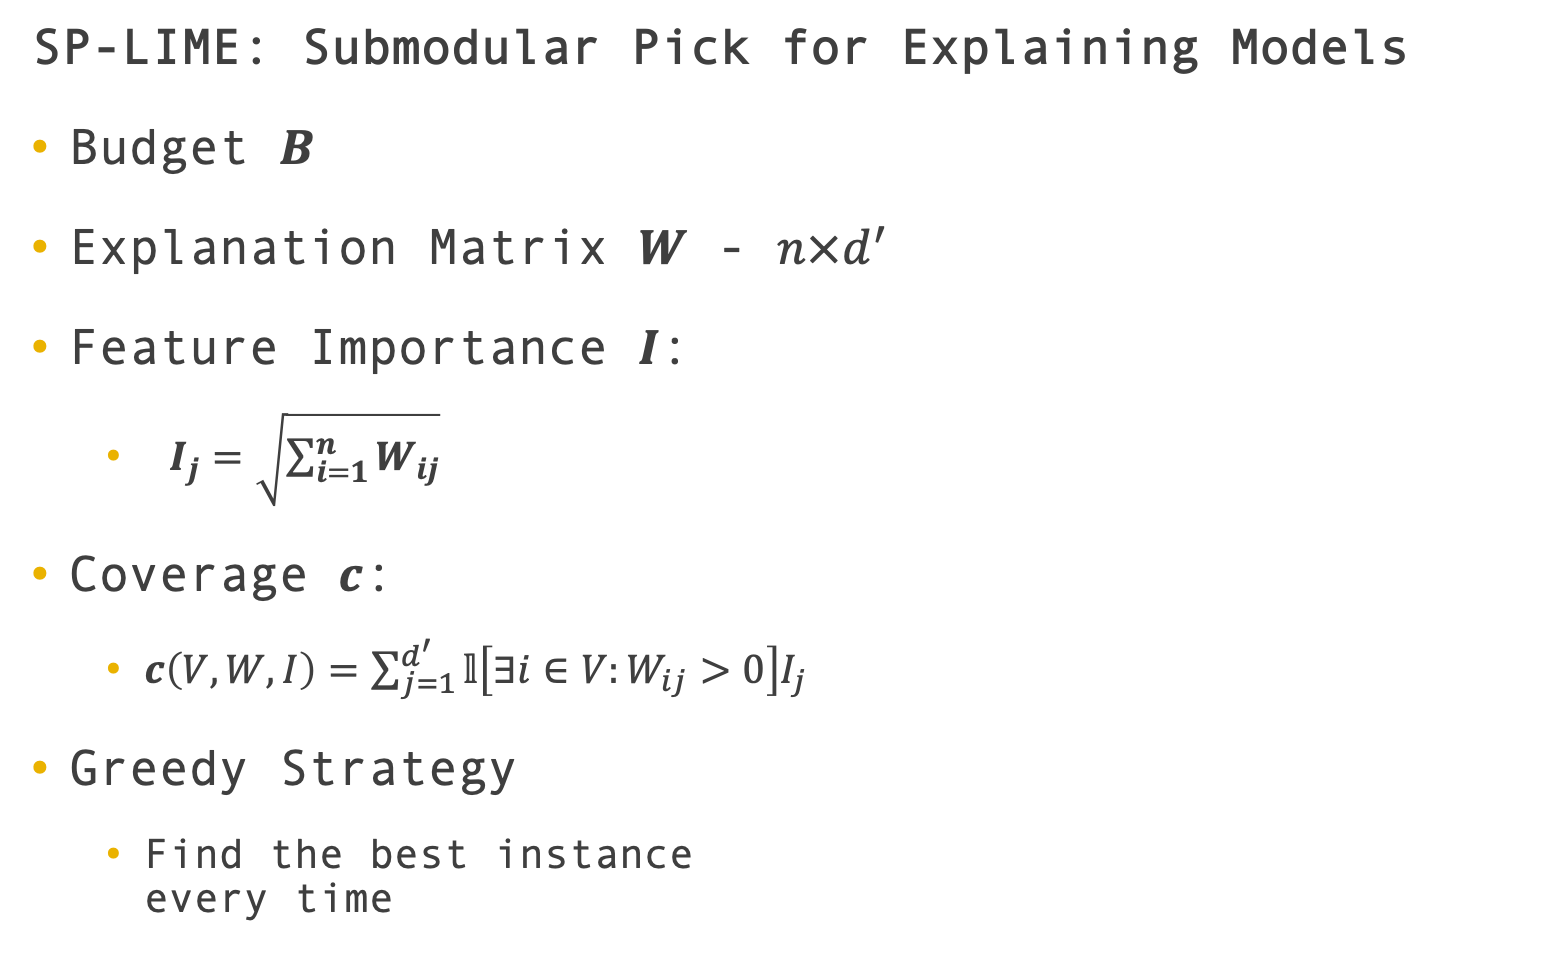 SP-LIME: Submodular Pick for Explaining Models
• Budget B
• Explanation Matrix W - n×d′
• Feature Importance I:
• I_j = √(∑_{i=1}^{n} W_{ij})
• Coverage c:
• c(V,W,I) = ∑_{j=1}^{d′} 𝟙[∃i ∈ V: W_{ij} > 0]I_j
• Greedy Strategy
• Find the best instance
every time